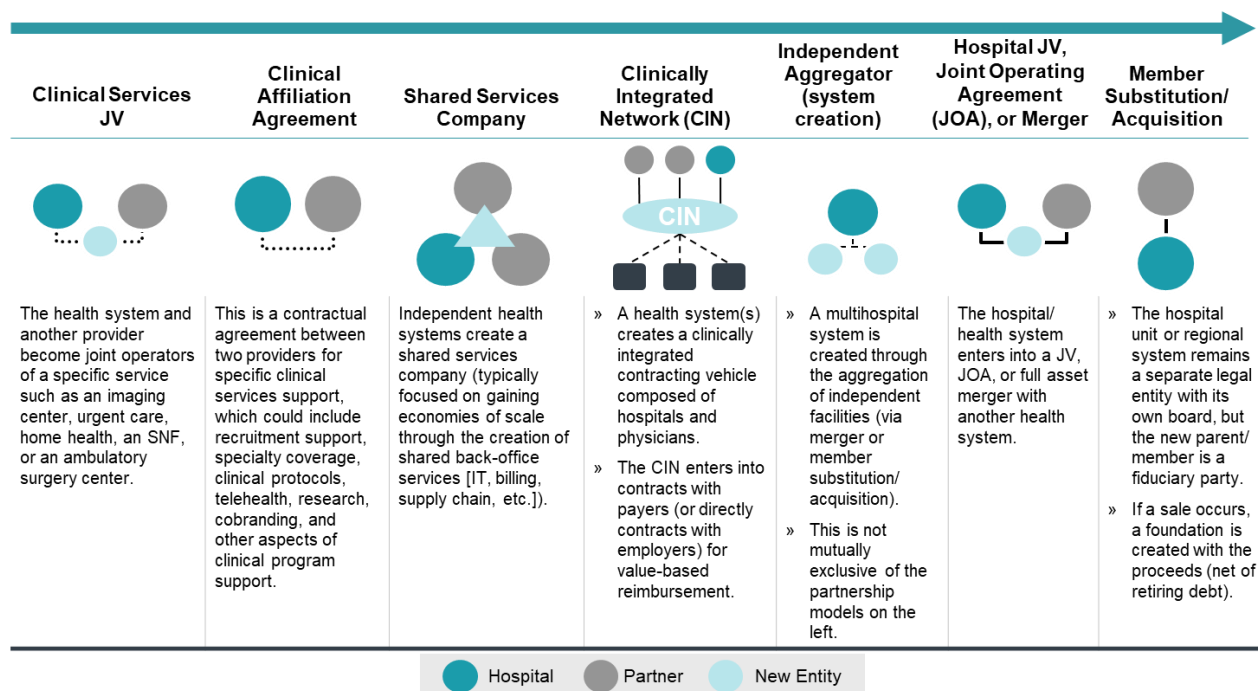 Clinical Services
JV
Clinical
Affiliation
Agreement
Shared Services
Company
Clinically
Integrated
Network (CIN)
Independent
Aggregator
(system
creation)
Hospital JV,
Joint Operating
Agreement
(JOA), or Merger
Member
Substitution/
Acquisition
CIN
The health system and
another provider
become joint operators
of a specific service
such as an imaging
center, urgent care,
home health, an SNF,
or an ambulatory
surgery center.
This is a contractual
agreement between
two providers for
specific clinical
services support,
which could include
recruitment support,
specialty coverage,
clinical protocols,
telehealth, research,
cobranding, and
other aspects of
clinical program
support.
Independent health
systems create a
shared services
company (typically
focused on gaining
economies of scale
through the creation of
shared back-office
services [IT, billing,
supply chain, etc.]).
» A health system(s)
creates a clinically
integrated
contracting vehicle
composed of
hospitals and
physicians.
» The CIN enters into
contracts with
payers (or directly
contracts with
employers) for
value-based
reimbursement.
» A multihospital
system is
created through
the aggregation
of independent
facilities (via
merger or
member
substitution/
acquisition).
» This is not
mutually
exclusive of the
partnership
models on the
left.
The hospital/
health system
enters into a JV,
JOA, or full asset
merger with
another health
system.
» The hospital
unit or regional
system remains
a separate legal
entity with its
own board, but
the new parent/
member is a
fiduciary party.
» If a sale occurs,
a foundation is
created with the
proceeds (net of
retiring debt).
Hospital
Partner
New Entity